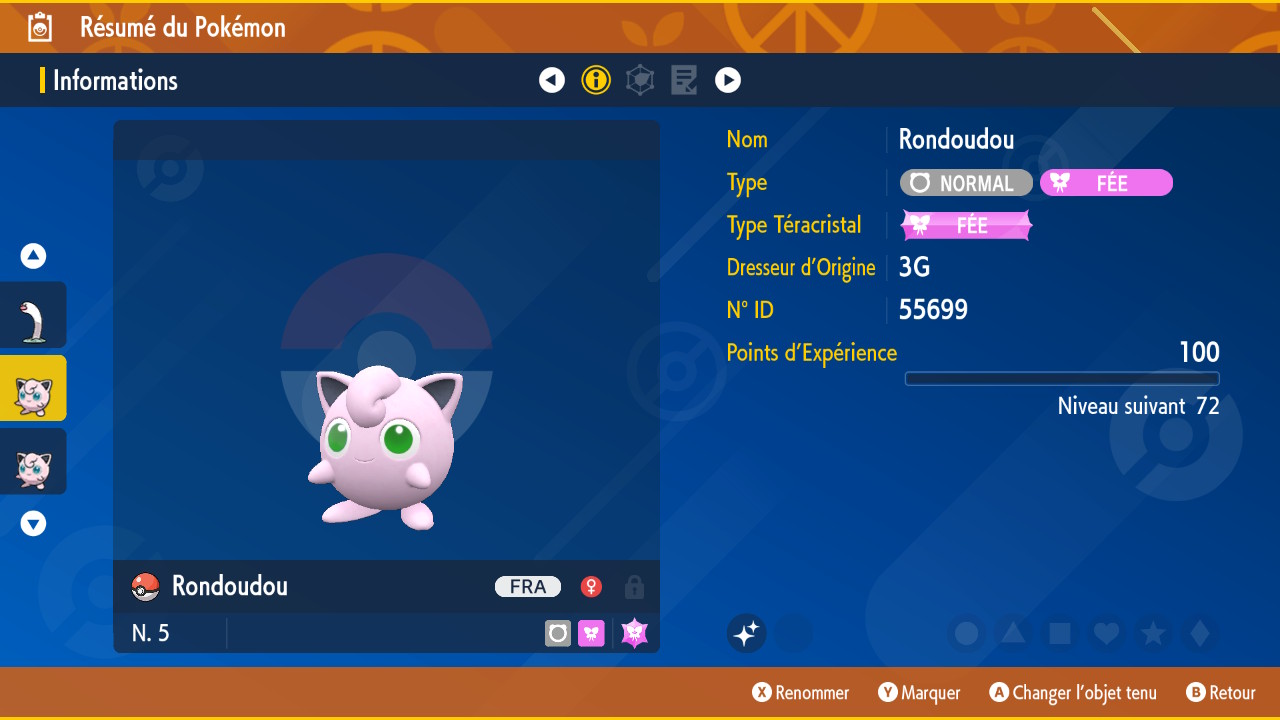 Résumé du Pokémon
Informations
Nom Rondoudou
Type NORMAL FÉE
Type Téracristal FÉE
Dresseur d'Origine 3G
N° ID 55699
Points d'Expérience 100
Niveau suivant 72
Rondoudou FRA
N. 5
X Renommer Y Marquer A Changer l'objet tenu B Retour